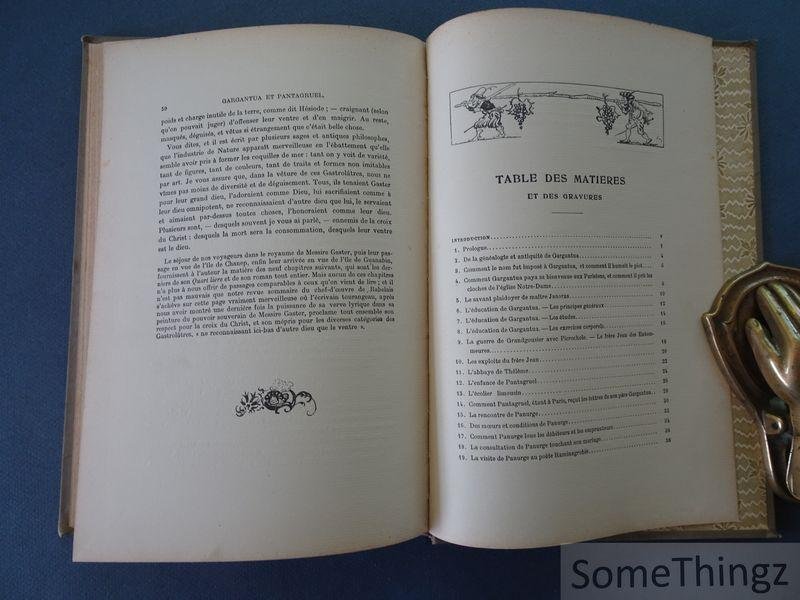 50
GARGANTUA ET PANTAGRUEL,
poids et charge inutile de la terre, comme dit Hésiode ; — craignant (selon
qu'on pouvait juger) d'offenser leur ventre et d'en maigrir. Au reste,
masqués, déguisés, et vêtus si étrangement que c'était belle chose.
Vous dites, et il est écrit par plusieurs sages et antiques philosophes,
que l'industrie de Nature apparaît merveilleuse en l'ébattement qu'elle
semble avoir pris à former les coquilles de mer : tant on y voit de variété,
tant de figures, tant de couleurs, tant de traits et formes non imitables
par art. Je vous assure que, dans la vêture de ces Gastrolâtres, nous ne
vîmes pas moins de diversité et de déguisement. Tous, ils tenaient Gaster
pour leur grand dieu, l'adoraient comme Dieu, lui sacrifiaient comme à
leur dieu omnipotent, ne reconnaissaient d'autre dieu que lui, le servaient
et aimaient par-dessus toutes choses, l'honoraient comme leur dieu.
Plusieurs sont, — desquels souvent je vous ai parlé, — ennemis de la croix
du Christ : desquels la mort sera la consommation, desquels leur ventre
est le dieu.
Le séjour de nos voyageurs dans le royaume de Messire Gaster, puis leur pas-
sage en vue de l'île de Chaneph, enfin leur arrivée en vue de l'île de Ganabin,
fournissent à l'auteur la matière des neuf chapitres suivants, qui sont les der-
niers de son Quart livre et de son roman tout entier. Mais aucun de ces chapitres
n'a plus à nous offrir de passages comparables à ceux qu'on vient de lire ; et il
n'est pas mauvais que notre revue sommaire du chef-d'œuvre de Rabelais
s'achève sur cette page vraiment merveilleuse où l'écrivain tourangeau, après
nous avoir montré une dernière fois la puissance de sa verve lyrique dans sa
peinture du pouvoir souverain de Messire Gaster, proclame tout ensemble son
respect pour la croix du Christ, et son mépris pour les diverses catégories des
Gastrolâtres, « ne reconnaissant ici-bas d'autre dieu que le ventre ».
TABLE DES MATIÈRES
ET DES GRAVURES
INTRODUCTION V
1. Prologue 1
2. De la généalogie et antiquité de Gargantua 4
3. Comment le nom fut imposé à Gargantua, et comment il humait le piot 4
4. Comment Gargantua paya sa bienvenue aux Parisiens, et comment il prit les
cloches de l'église Notre-Dame 5
5. Le savant plaidoyer de maître Janotus
6. L'éducation de Gargantua. — Les principes généraux
7. L'éducation de Gargantua. — Les études
8. L'éducation de Gargantua. — Les exercices corporels
9. La guerre de Grandgousier avec Picrochole. — Le frère Jean des Enton-
meures
10. Les exploits du frère Jean
11. L'abbaye de Thélème
12. L'enfance de Pantagruel
13. L'écolier limousin
14. Comment Pantagruel, étant à Paris, reçut les lettres de son père Gargantua
15. La rencontre de Panurge
16. Des mœurs et conditions de Panurge
17. Comment Panurge loue les débiteurs et les emprunteurs
18. La consultation de Panurge touchant son mariage
19. La visite de Panurge au poète Raminagrobis
SomeThingz